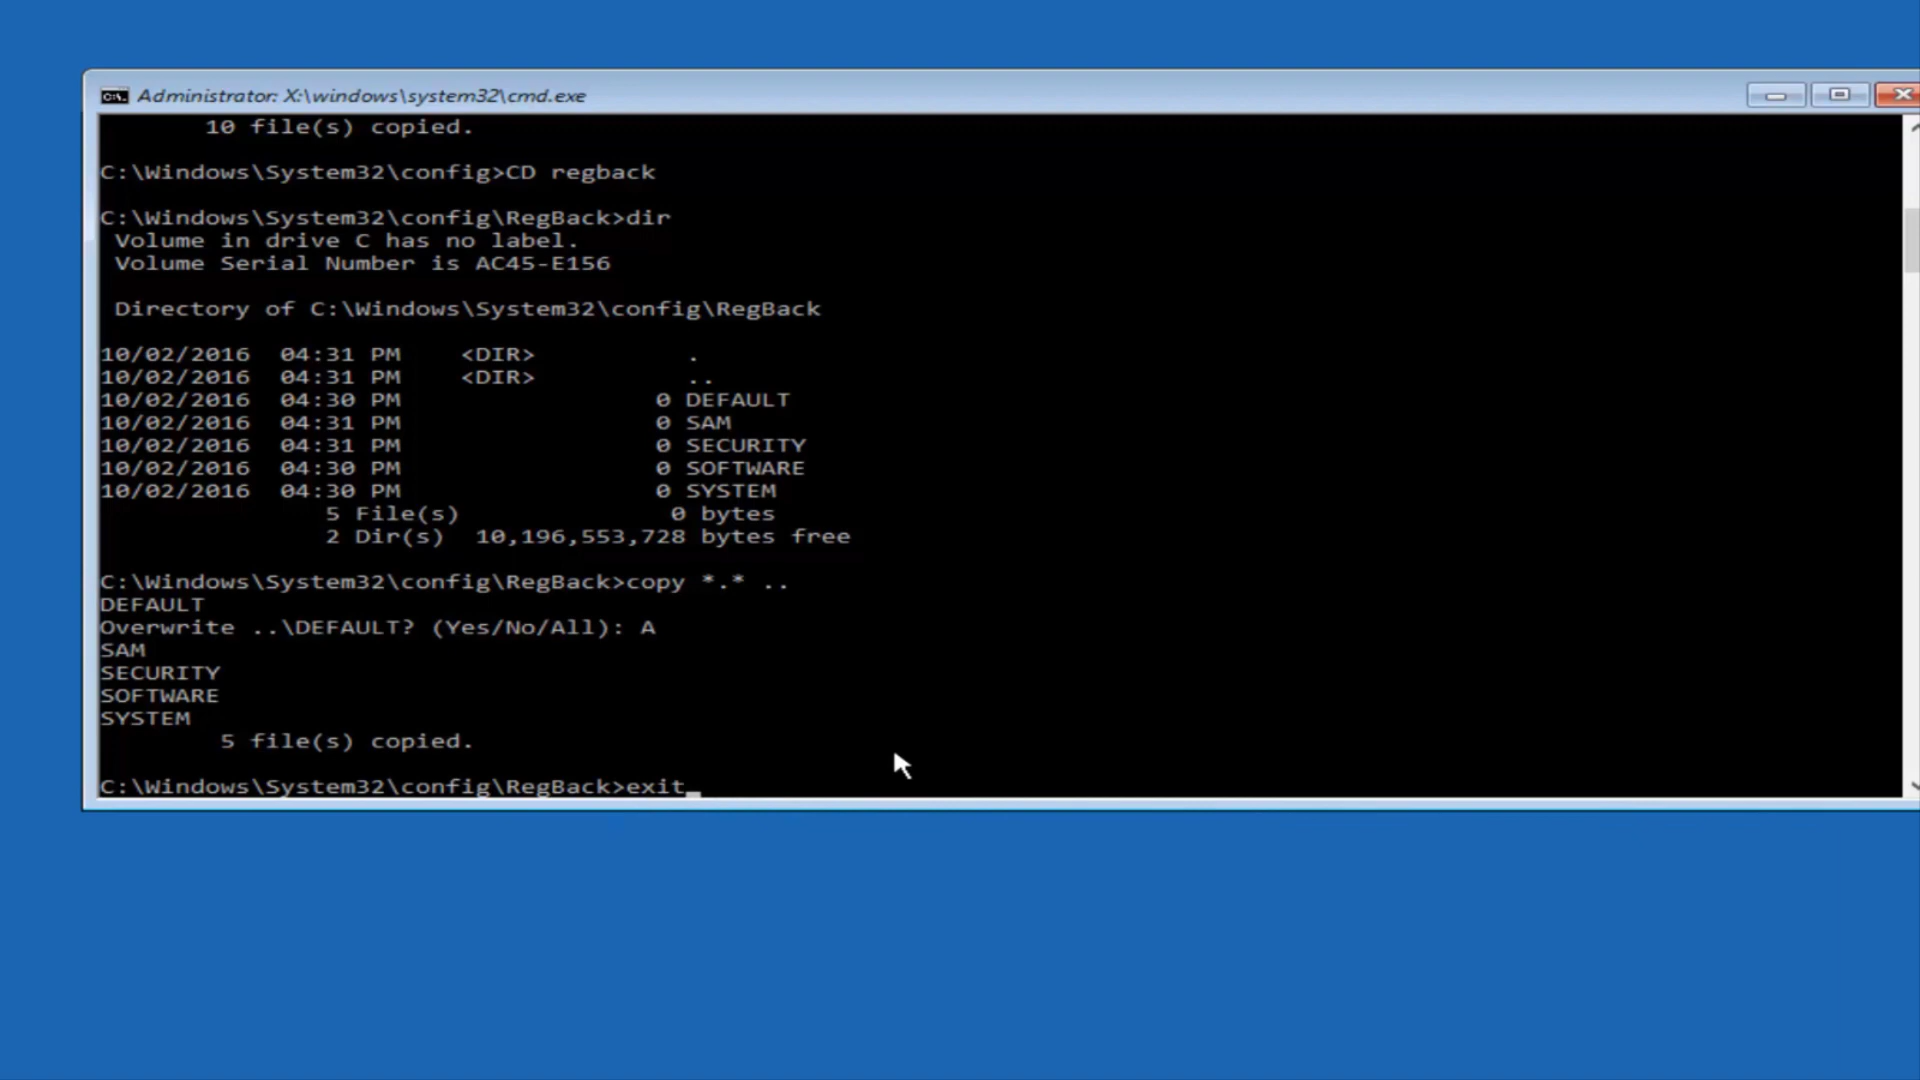 Administrator: X:\windows\system32\cmd.exe
10 file(s) copied.
C:\Windows\System32\config>CD regback
C:\Windows\System32\config\RegBack>dir
Volume in drive C has no label.
Volume Serial Number is AC45-E156
Directory of C:\Windows\System32\config\RegBack
10/02/2016  04:31 PM    <DIR>          .
10/02/2016  04:31 PM    <DIR>          ..
10/02/2016  04:30 PM                 0 DEFAULT
10/02/2016  04:31 PM                 0 SAM
10/02/2016  04:31 PM                 0 SECURITY
10/02/2016  04:30 PM                 0 SOFTWARE
10/02/2016  04:30 PM                 0 SYSTEM
5 File(s)              0 bytes
2 Dir(s)  10,196,553,728 bytes free
C:\Windows\System32\config\RegBack>copy *.* ..
DEFAULT
Overwrite ..\DEFAULT? (Yes/No/All): A
SAM
SECURITY
SOFTWARE
SYSTEM
5 file(s) copied.
C:\Windows\System32\config\RegBack>exit_